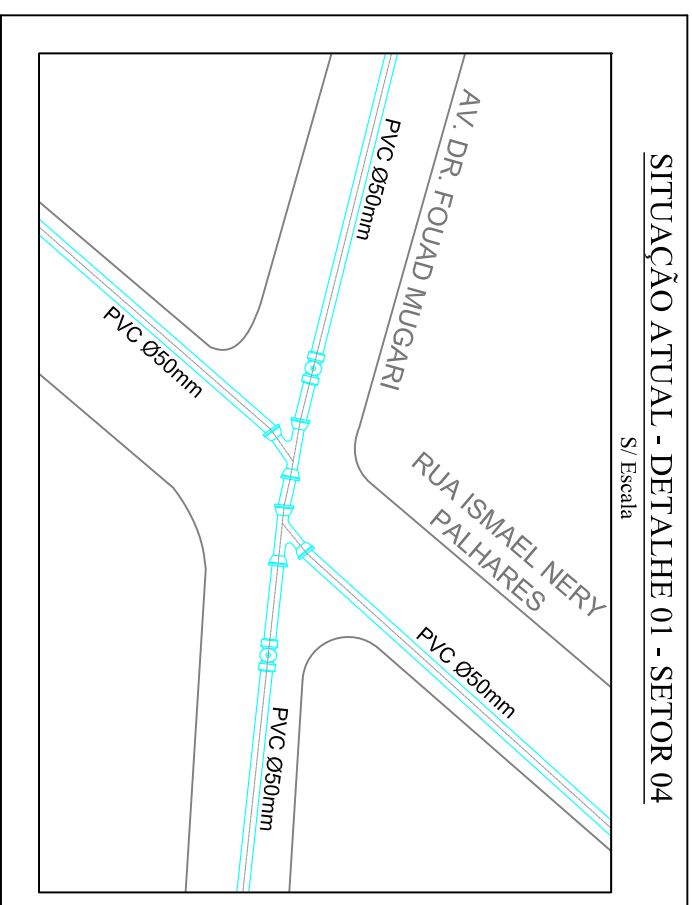 SITUAÇÃO ATUAL - DETALHE 01 - SETOR 04
S/ Escala
AV. DR. FOUAD MUGARI
RUA ISMAEL NERY
PALHARES
PVC Ø50mm
PVC Ø50mm
PVC Ø50mm
PVC Ø50mm